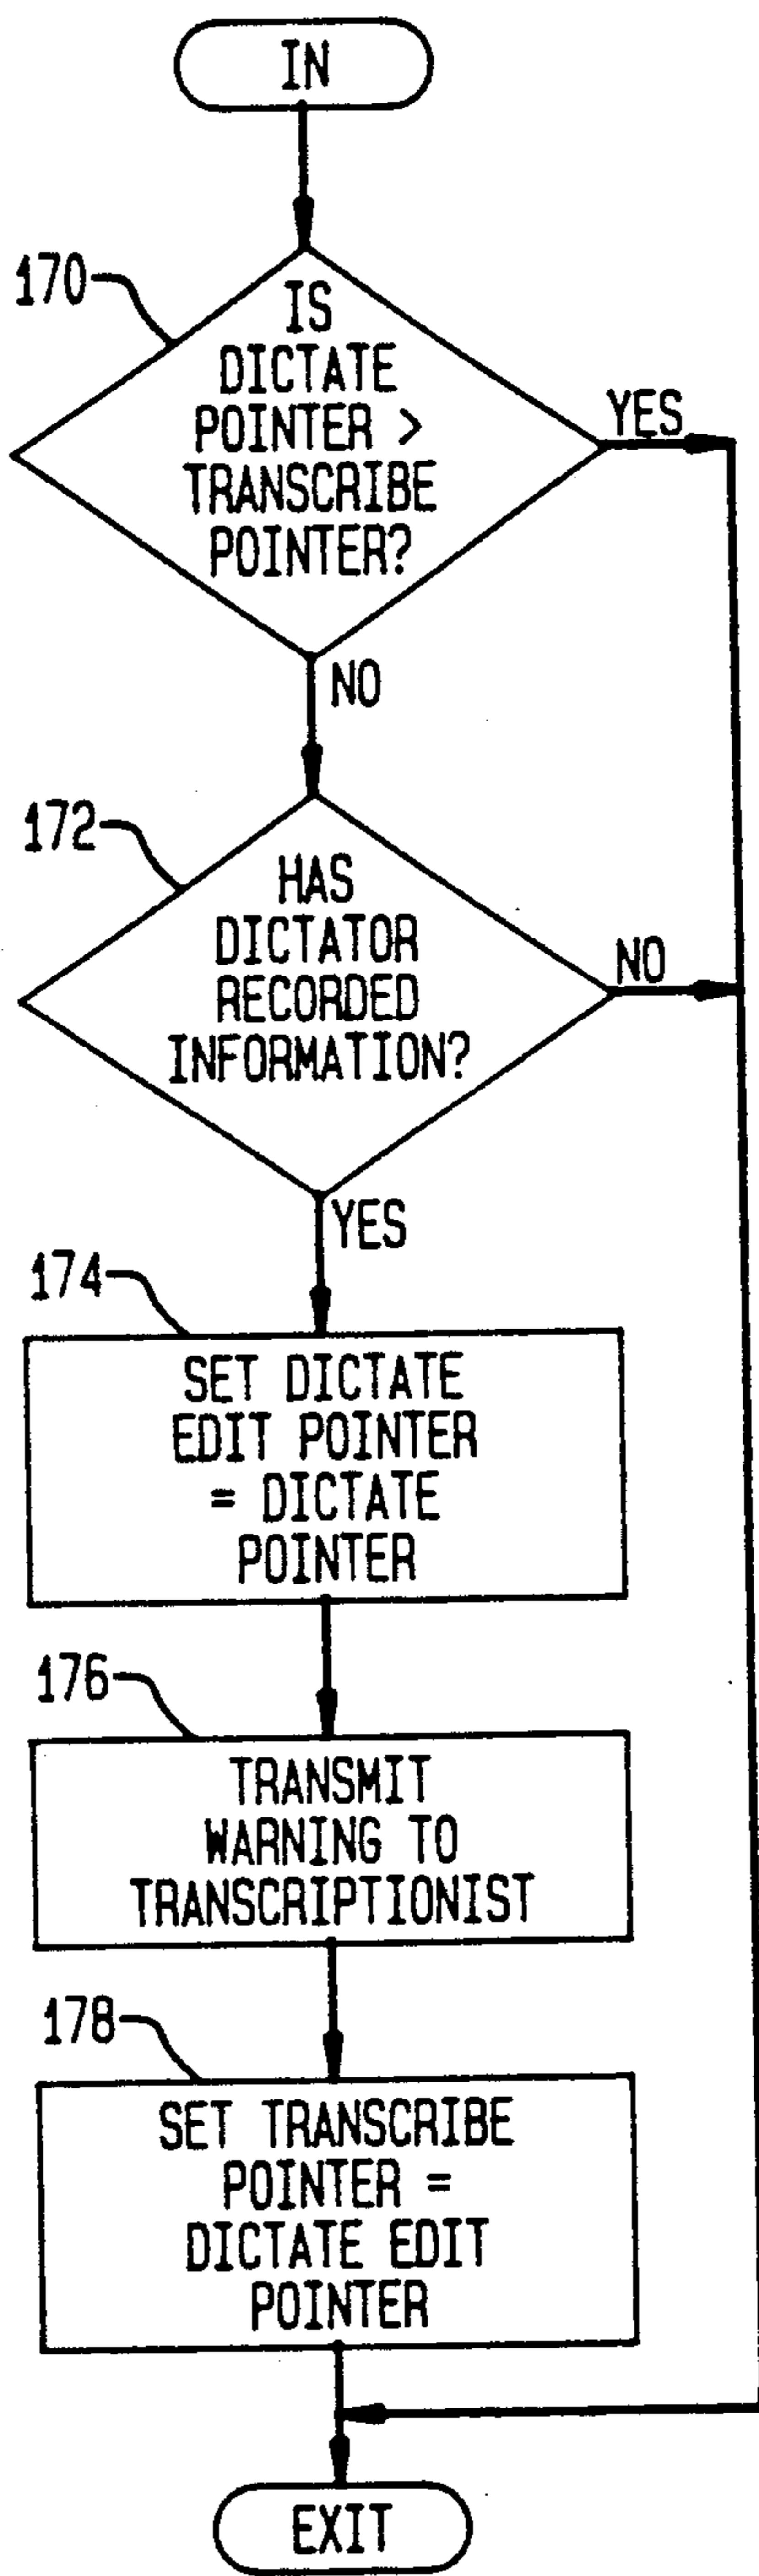 IN
170
IS
DICTATE
POINTER >
TRANSCRIBE
POINTER?
YES
NO
172
HAS
DICTATOR
RECORDED
INFORMATION?
NO
YES
174
SET DICTATE
EDIT POINTER
= DICTATE
POINTER
176
TRANSMIT
WARNING TO
TRANSCRIPTIONIST
178
SET TRANSCRIBE
POINTER =
DICTATE EDIT
POINTER
EXIT